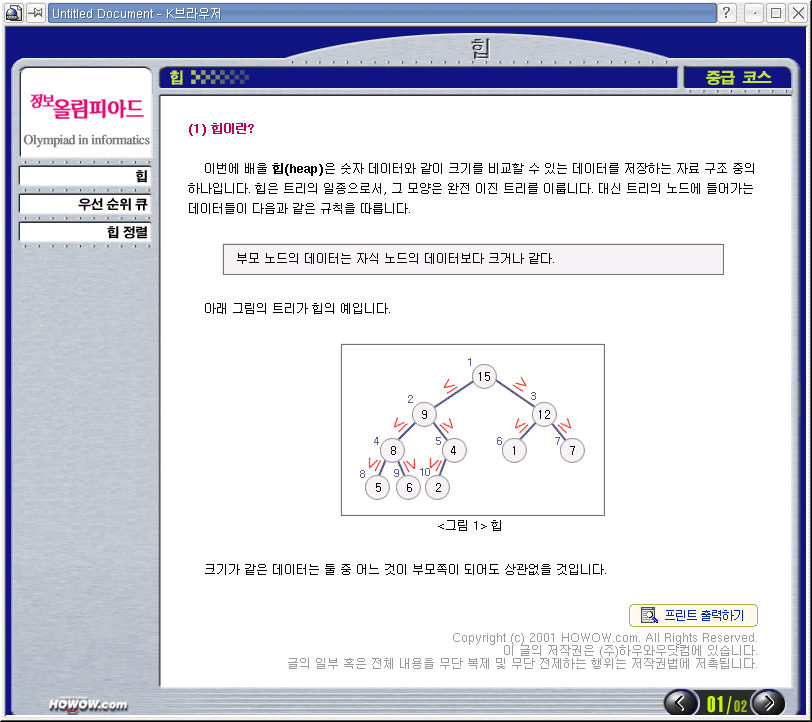 Untitled Document - K브라우저
힙
힙
중급 코스
정보올림피아드
Olympiad in informatics
힙
우선 순위 큐
힙 정렬
(1) 힙이란?
이번에 배울 힙(heap)은 숫자 데이터와 같이 크기를 비교할 수 있는 데이터를 저장하는 자료 구조 중의
하나입니다. 힙은 트리의 일종으로서, 그 모양은 완전 이진 트리를 이룹니다. 대신 트리의 노드에 들어가는
데이터들이 다음과 같은 규칙을 따릅니다.
부모 노드의 데이터는 자식 노드의 데이터보다 크거나 같다.
아래 그림의 트리가 힙의 예입니다.
1 15
2 9 3 12
4 8 5 4 6 1 7 7
8 5 9 6 10 2
<그림 1> 힙
크기가 같은 데이터는 둘 중 어느 것이 부모쪽이 되어도 상관없을 것입니다.
프린트 출력하기
Copyright (c) 2001 HOWOW.com. All Rights Reserved.
이 글의 저작권은 (주)하우와우닷컴에 있습니다.
글의 일부 혹은 전체 내용을 무단 복제 및 무단 전제하는 행위는 저작권법에 저촉됩니다.
HOWOW.com
01/02